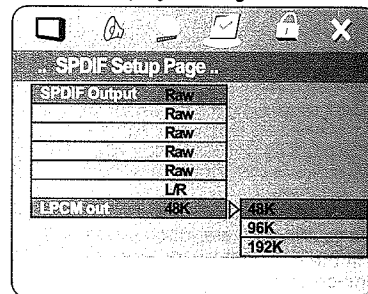 .. SPDIF Setup Page ..
SPDIF Output Raw
Raw
Raw
Raw
Raw
L/R
LPCM out 48K 48K
96K
192K